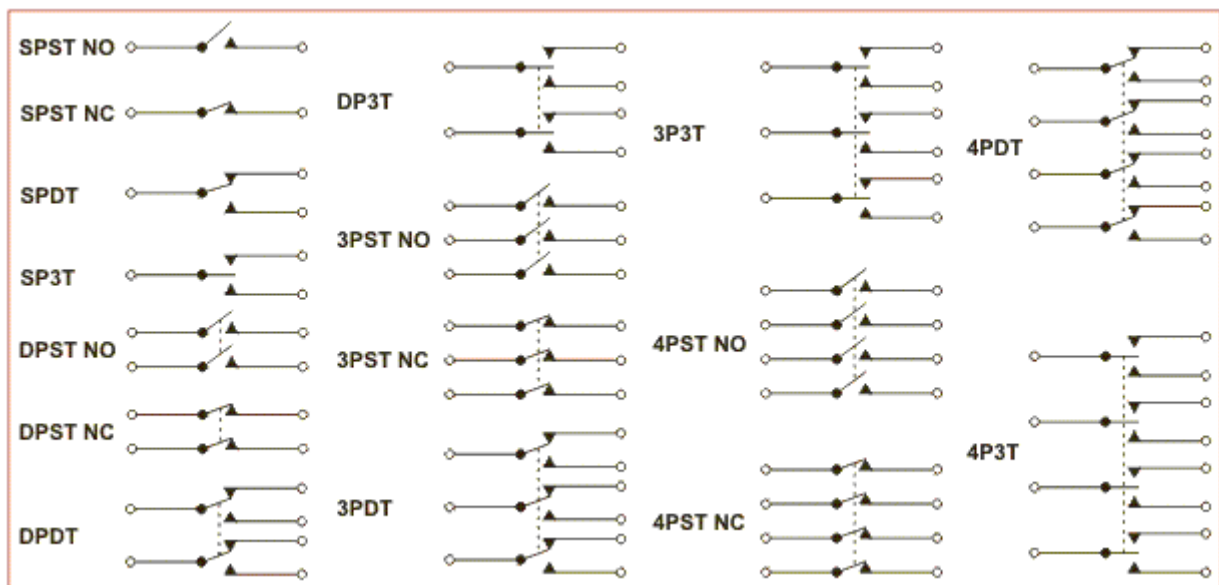 SPST NO
SPST NC
SPDT
SP3T
DPST NO
DPST NC
DPDT
DP3T
3PST NO
3PST NC
3PDT
3P3T
4PST NO
4PST NC
4PDT
4P3T